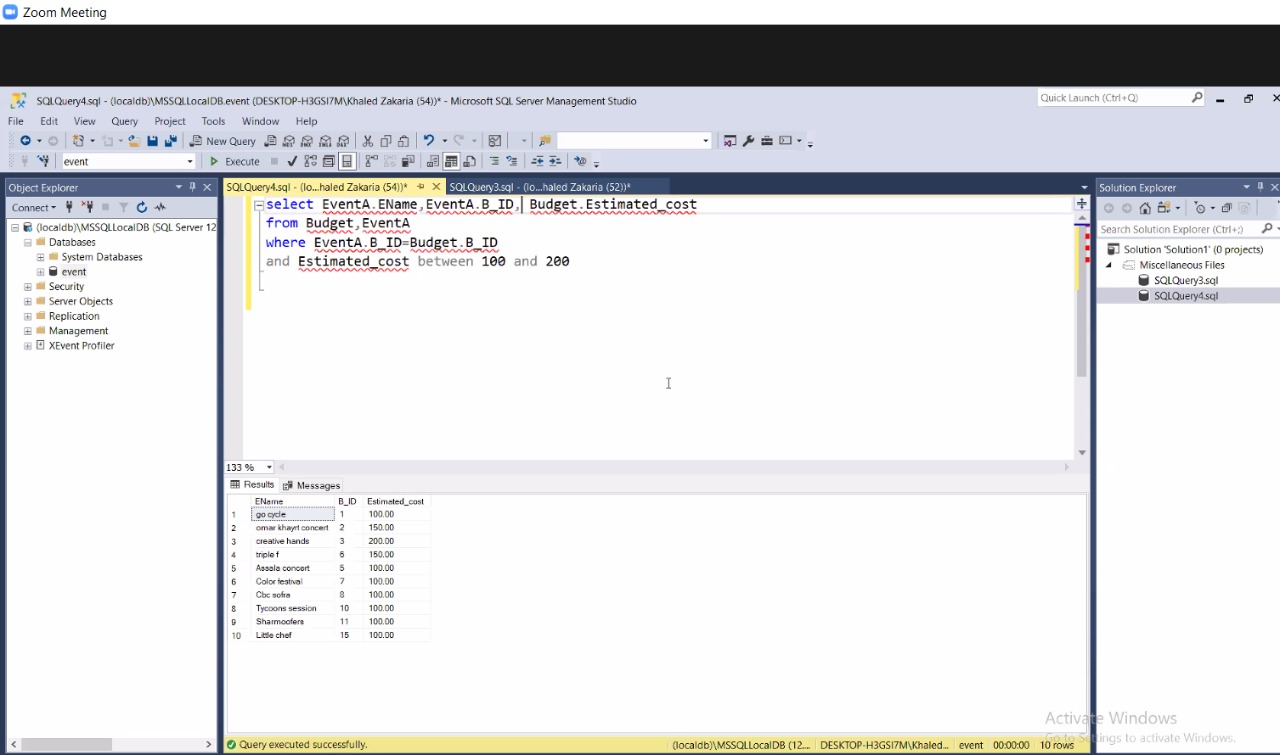 Zoom Meeting
SQLQuery4.sql - (localdb)\MSSQLLocalDB.event (DESKTOP-H3GSI7M\Khaled Zakaria (54))* - Microsoft SQL Server Management Studio
Quick Launch (Ctrl+Q)
File Edit View Query Project Tools Window Help
New Query
event
Execute
Object Explorer
SQLQuery4.sql - (lo...haled Zakaria (54))*
SQLQuery3.sql - (lo...haled Zakaria (52))*
Solution Explorer
Connect
(localdb)\MSSQLLocalDB (SQL Server 12
Databases
System Databases
event
Security
Server Objects
Replication
Management
XEvent Profiler
select EventA.EName,EventA.B_ID, Budget.Estimated_cost
from Budget,EventA
where EventA.B_ID=Budget.B_ID
and Estimated_cost between 100 and 200
Search Solution Explorer (Ctrl+;)
Solution 'Solution1' (0 projects)
Miscellaneous Files
SQLQuery3.sql
SQLQuery4.sql
133 %
Results Messages
EName B_ID Estimated_cost
1 go cycle 1 100.00
2 omar khayrt concert 2 150.00
3 creative hands 3 200.00
4 triple f 6 150.00
5 Assala concert 5 100.00
6 Color festival 7 100.00
7 Cbc sofra 8 100.00
8 Tycoons session 10 100.00
9 Sharmoofers 11 100.00
10 Little chef 15 100.00
Activate Windows
Go to Settings to activate Windows.
Query executed successfully.
(localdb)\MSSQLLocalDB (12.... DESKTOP-H3GSI7M\Khaled... event 00:00:00 10 rows